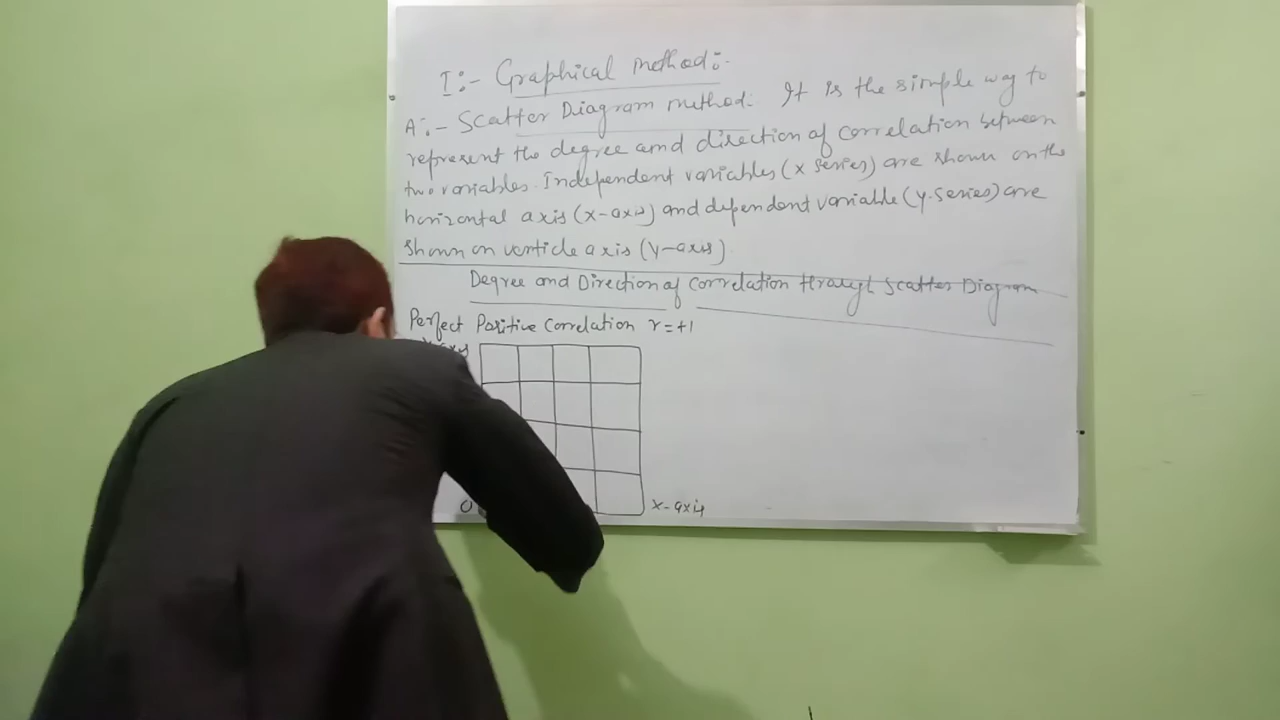 I:- Graphical method:-
A:- Scatter Diagram method: It is the simple way to
represent the degree and direction of correlation between
two variables. Independent variables (x series) are shown on the
horizontal axis (x-axis) and dependent variable (y-series) are
shown on verticle axis (y-axis)
Degree and Direction of Correlation through Scatter Diagram
Perfect Positive Correlation r=+1
0
x-axis